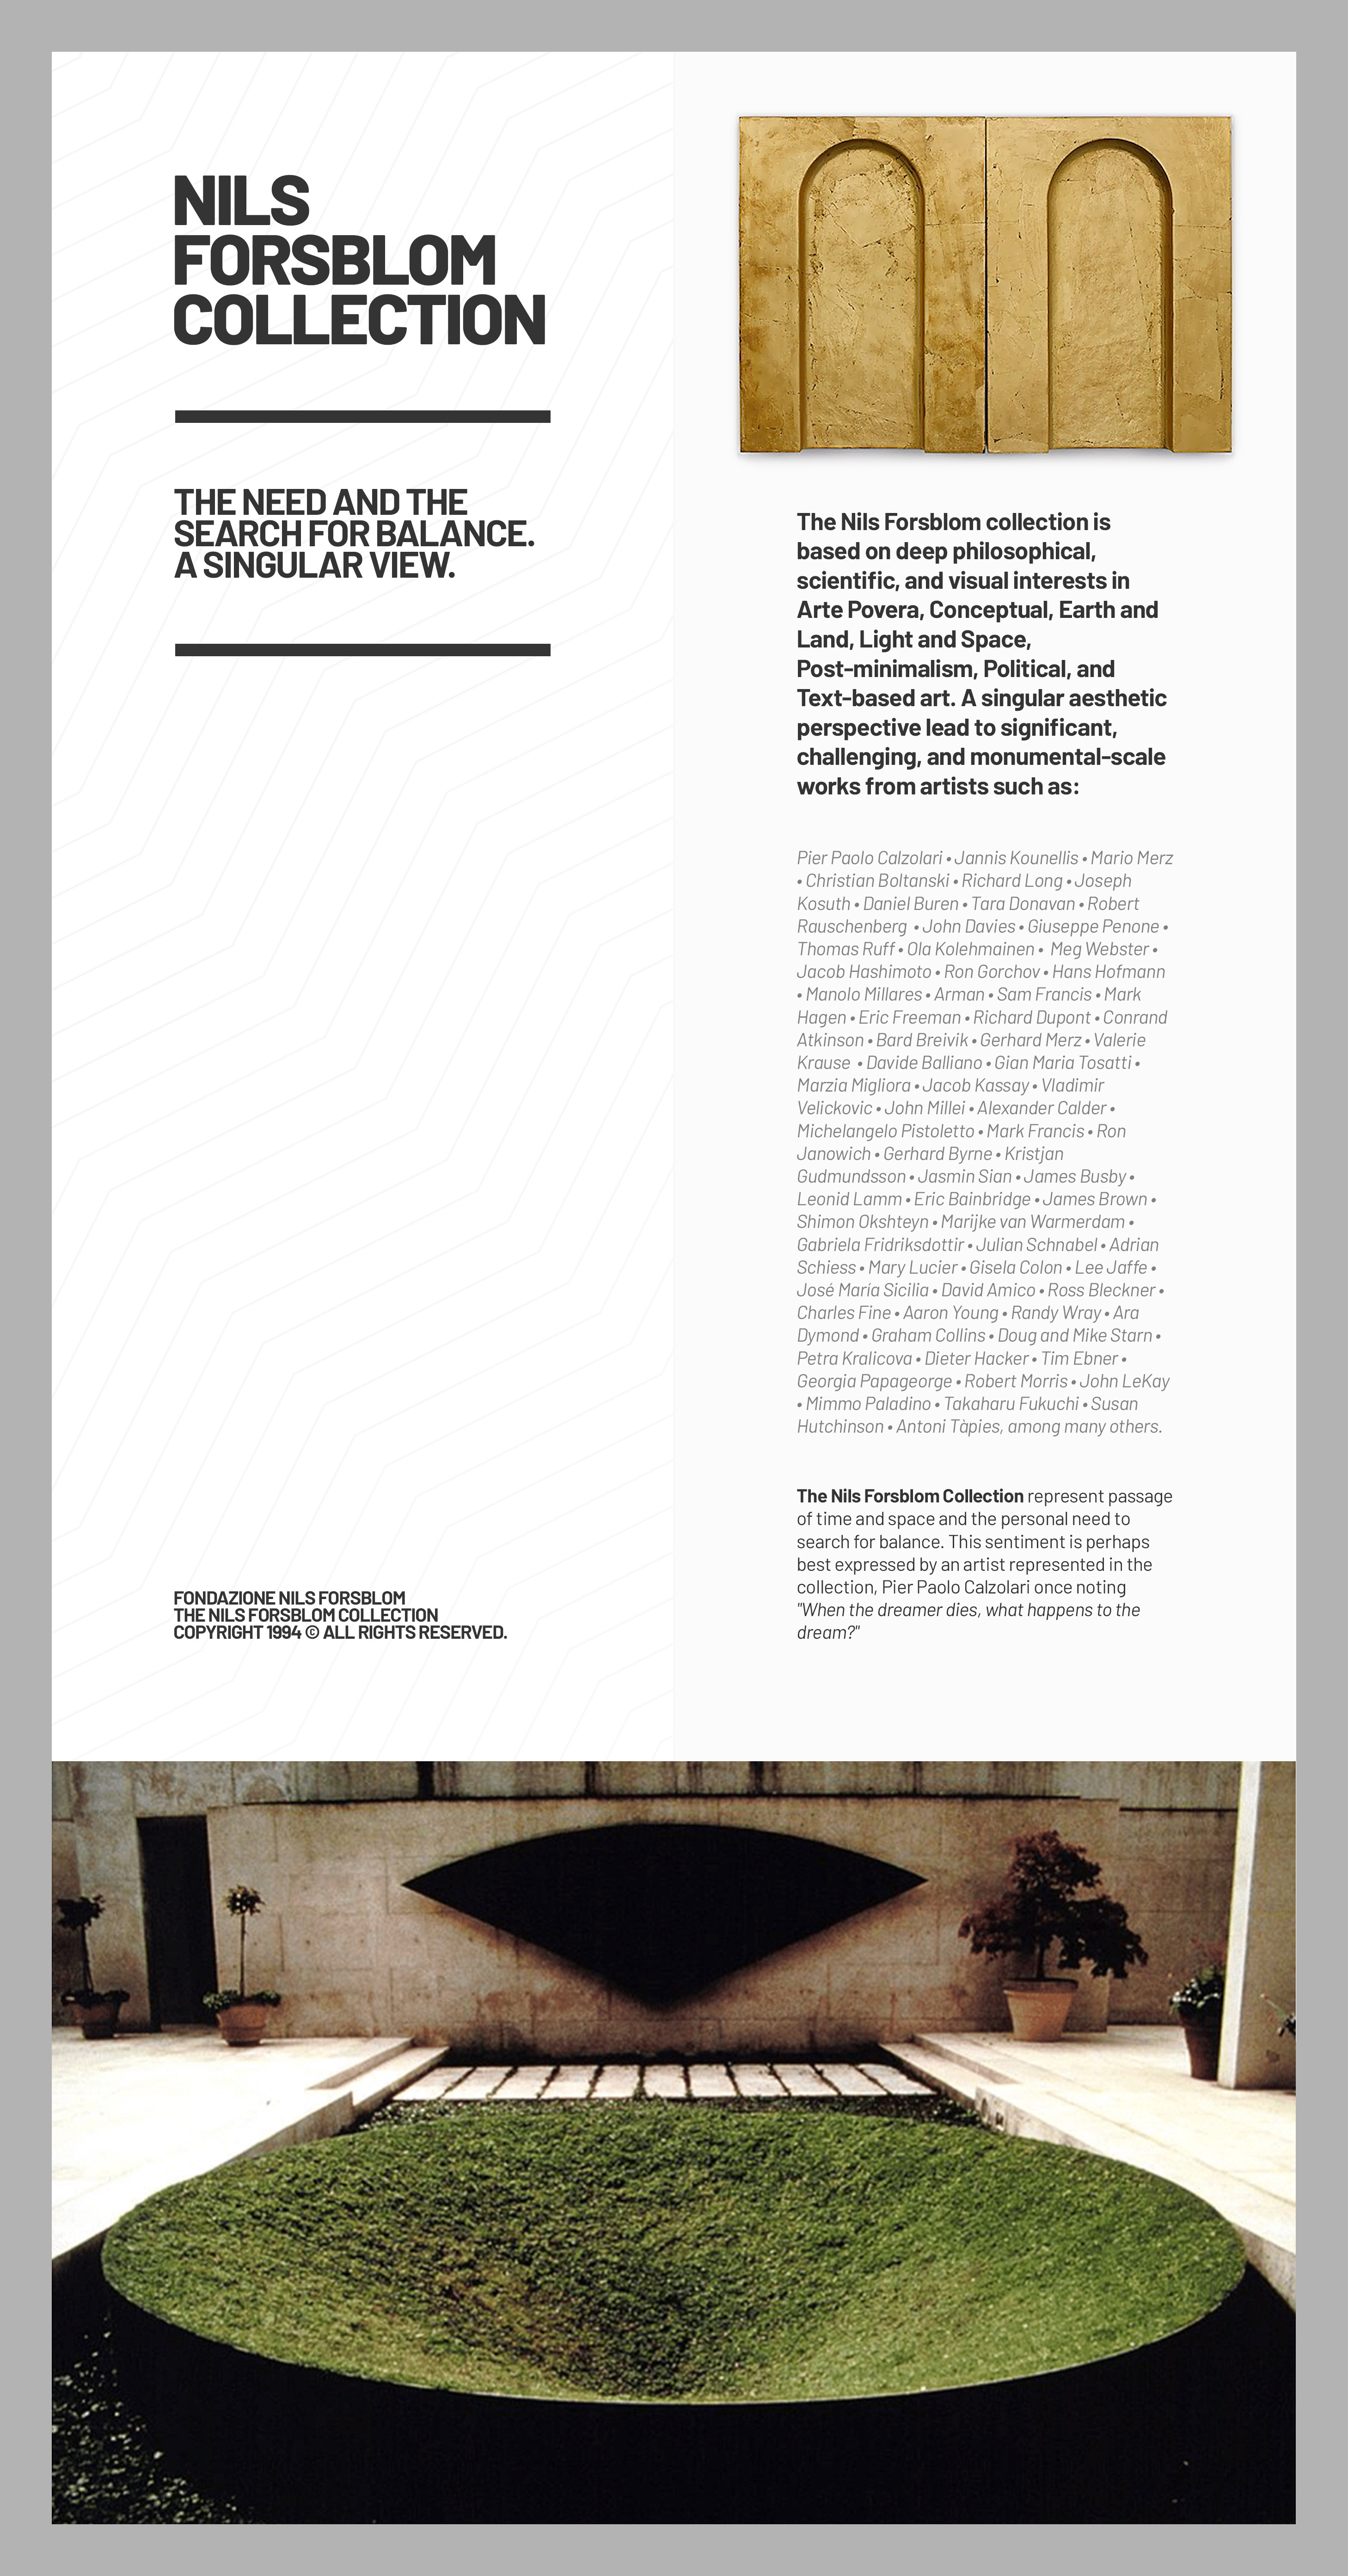 NILS
FORSBLOM
COLLECTION
THE NEED AND THE
SEARCH FOR BALANCE.
A SINGULAR VIEW.
FONDAZIONE NILS FORSBLOM
THE NILS FORSBLOM COLLECTION
COPYRIGHT 1994 © ALL RIGHTS RESERVED.
The Nils Forsblom collection is
based on deep philosophical,
scientific, and visual interests in
Arte Povera, Conceptual, Earth and
Land, Light and Space,
Post-minimalism, Political, and
Text-based art. A singular aesthetic
perspective lead to significant,
challenging, and monumental-scale
works from artists such as:
Pier Paolo Calzolari • Jannis Kounellis • Mario Merz
• Christian Boltanski • Richard Long • Joseph
Kosuth • Daniel Buren • Tara Donavan • Robert
Rauschenberg • John Davies • Giuseppe Penone •
Thomas Ruff • Ola Kolehmainen • Meg Webster •
Jacob Hashimoto • Ron Gorchov • Hans Hofmann
• Manolo Millares • Arman • Sam Francis • Mark
Hagen • Eric Freeman • Richard Dupont • Conrand
Atkinson • Bard Breivik • Gerhard Merz • Valerie
Krause • Davide Balliano • Gian Maria Tosatti •
Marzia Migliora • Jacob Kassay • Vladimir
Velickovic • John Millei • Alexander Calder •
Michelangelo Pistoletto • Mark Francis • Ron
Janowich • Gerhard Byrne • Kristjan
Gudmundsson • Jasmin Sian • James Busby •
Leonid Lamm • Eric Bainbridge • James Brown •
Shimon Okshteyn • Marijke van Warmerdam •
Gabriela Fridriksdottir • Julian Schnabel • Adrian
Schiess • Mary Lucier • Gisela Colon • Lee Jaffe •
José María Sicilia • David Amico • Ross Bleckner •
Charles Fine • Aaron Young • Randy Wray • Ara
Dymond • Graham Collins • Doug and Mike Starn •
Petra Kralicova • Dieter Hacker • Tim Ebner •
Georgia Papageorge • Robert Morris • John LeKay
• Mimmo Paladino • Takaharu Fukuchi • Susan
Hutchinson • Antoni Tàpies, among many others.
The Nils Forsblom Collection represent passage
of time and space and the personal need to
search for balance. This sentiment is perhaps
best expressed by an artist represented in the
collection, Pier Paolo Calzolari once noting
"When the dreamer dies, what happens to the
dream?"